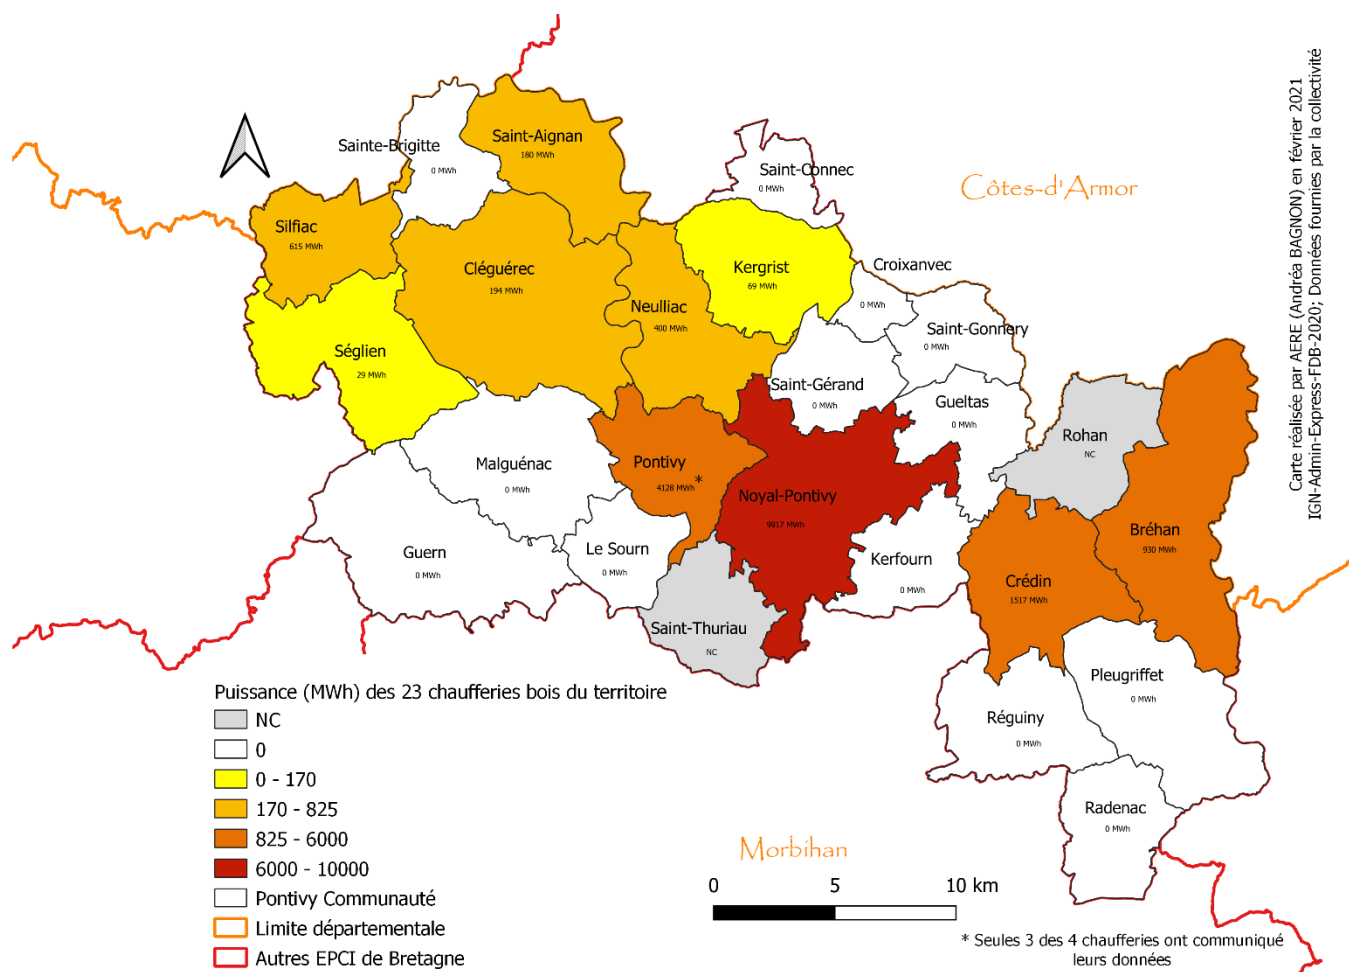 Sainte-Brigitte
0 MWh
Saint-Aignan
180 MWh
Saint-Connec
0 MWh
Côtes-d'Armor
Silfiac
615 MWh
Cléguérec
194 MWh
Kergrist
69 MWh
Croixanvec
0 MWh
Neulliac
400 MWh
Saint-Gonnery
0 MWh
Séglien
29 MWh
Saint-Gérand
0 MWh
Gueltas
0 MWh
Rohan
NC
Malguénac
0 MWh
Pontivy
4128 MWh *
Noyal-Pontivy
9917 MWh
Bréhan
930 MWh
Guern
0 MWh
Le Sourn
0 MWh
Kerfourn
0 MWh
Crédin
1517 MWh
Saint-Thuriau
NC
Pleugriffet
0 MWh
Réguiny
0 MWh
Radenac
0 MWh
Morbihan
Puissance (MWh) des 23 chaufferies bois du territoire
NC
0
0 - 170
170 - 825
825 - 6000
6000 - 10000
Pontivy Communauté
Limite départementale
Autres EPCI de Bretagne
0 5 10 km
* Seules 3 des 4 chaufferies ont communiqué
leurs données
Carte réalisée par AERE (Andréa BAGNON) en février 2021
IGN-Admin-Express-FDB-2020; Données fournies par la collectivité